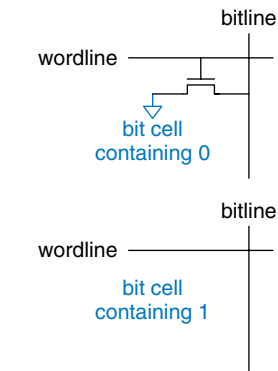 bitline
wordline
bit cell
containing 0
bitline
wordline
bit cell
containing 1